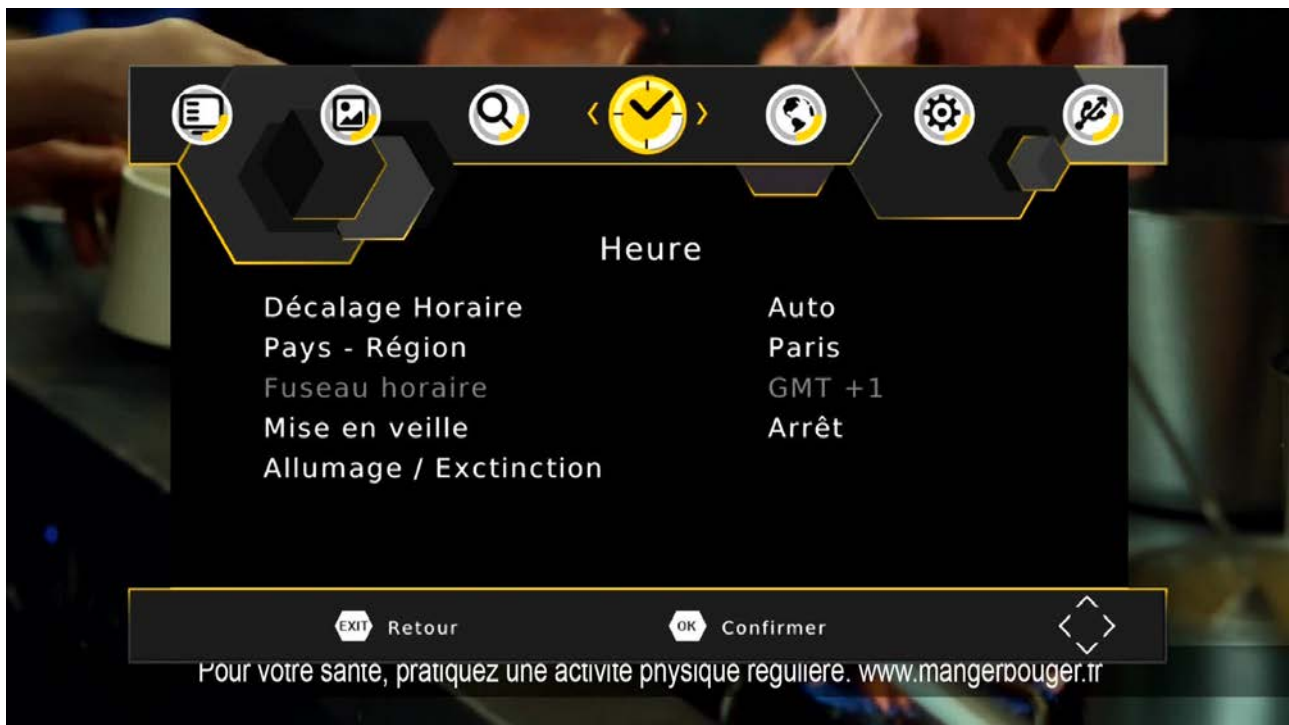 Heure
Décalage Horaire Auto
Pays - Région Paris
Fuseau horaire GMT +1
Mise en veille Arrêt
Allumage / Exctinction
EXIT Retour OK Confirmer
Pour votre santé, pratiquez une activité physique régulière. www.mangerbouger.fr